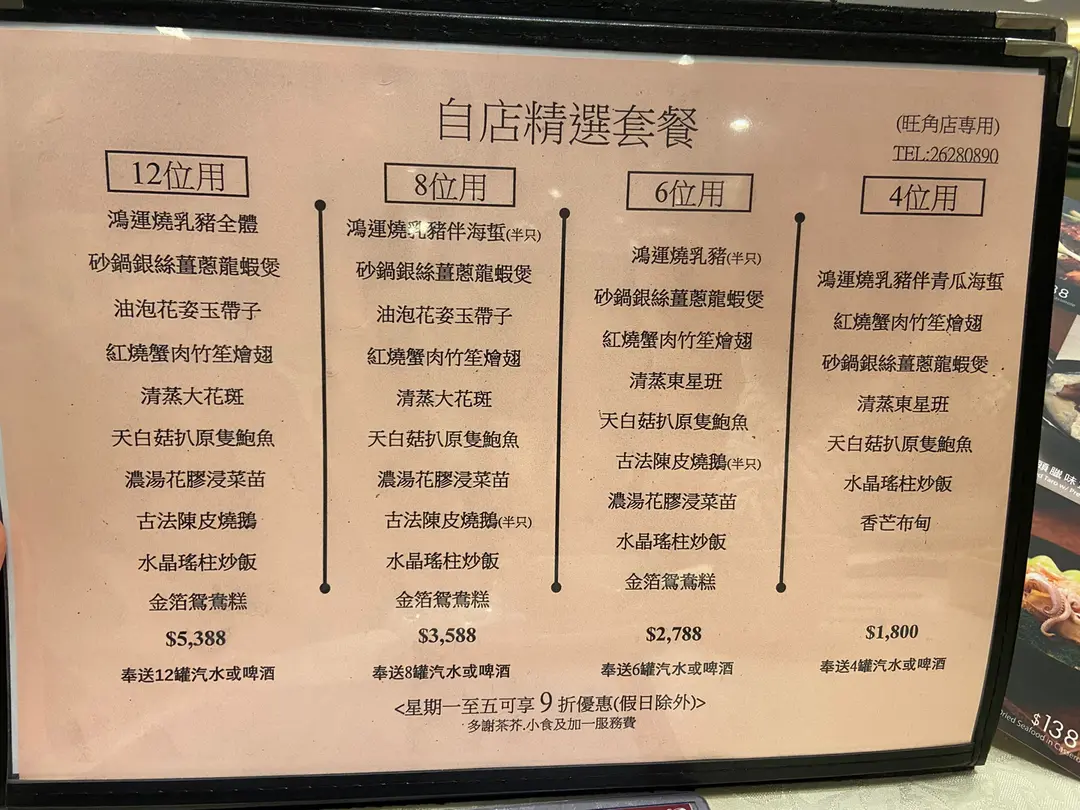 自店精選套餐
(旺角店専用)
TEL:26280890
12位用
鴻運燒乳豬全體
砂鍋銀絲薑蔥龍蝦煲
油泡花姿玉帶子
紅燒蟹肉竹笙燴翅
清蒸大花斑
天白菇扒原隻鮑魚
濃湯花膠浸菜苗
古法陳皮燒鵝
水晶瑤柱炒飯
金箔鴛鴦糕
$5,388
奉送12罐汽水或啤酒
8位用
鴻運燒乳豬伴海蜇(半只)
砂鍋銀絲薑蔥龍蝦煲
油泡花姿玉帶子
紅燒蟹肉竹笙燴翅
清蒸大花斑
天白菇扒原隻鮑魚
濃湯花膠浸菜苗
古法陳皮燒鵝(半只)
水晶瑤柱炒飯
金箔鴛鴦糕
$3,588
奉送8罐汽水或啤酒
6位用
鴻運燒乳豬(半只)
砂鍋銀絲薑蔥龍蝦煲
紅燒蟹肉竹笙燴翅
清蒸東星班
天白菇扒原隻鮑魚
古法陳皮燒鵝(半只)
濃湯花膠浸菜苗
水晶瑤柱炒飯
金箔鴛鴦糕
$2,788
奉送6罐汽水或啤酒
4位用
鴻運燒乳豬伴青瓜海蜇
紅燒蟹肉竹笙燴翅
砂鍋銀絲薑蔥龍蝦煲
清蒸東星班
天白菇扒原隻鮑魚
水晶瑤柱炒飯
香芒布甸
$1,800
奉送4罐汽水或啤酒
<星期一至五可享 9 折優惠(假日除外)>
多謝茶芥,小食及加一服務費
$138